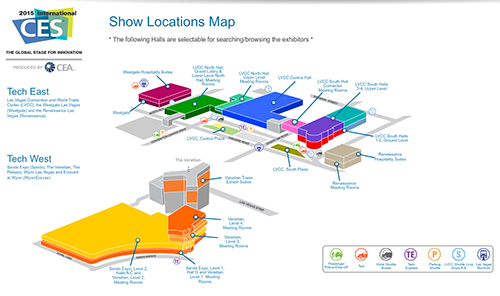 2015 International
CES
THE GLOBAL STAGE FOR INNOVATION
PRODUCED BY CEA
Show Locations Map
* The following Halls are selectable for searching/browsing the exhibitors *
Tech East
Las Vegas Convention and World Trade
Center (LVCC), the Westgate Las Vegas
(Westgate) and the Renaissance Las
Vegas (Renaissance)
Westgate Hospitality Suites
Westgate
LVCC North Hall,
Grand Lobby &
Lower Level North
Hall, Meeting
Rooms
LVCC North Hall
Upper Level
Meeting Rooms
LVCC Central Hall
LVCC South Hall
Connector
Meeting Rooms
LVCC South Halls
3-4, Upper Level
LVCC South Halls
1-2, Ground Level
LVCC, Central Plaza
LVCC, South Plaza
Renaissance
Hospitality Suites
Renaissance
Meeting Rooms
Tech West
Sands Expo (Sands), The Venetian, The
Palazzo, Wynn Las Vegas and Encore
at Wynn (Wynn/Encore)
The Venetian
Venetian Tower
Exhibit Suites
LAS VEGAS STRIP
Venetian,
Level 4,
Meeting Rooms
Venetian,
Level 3,
Meeting Rooms
Sands Expo, Level 2,
Halls A-C and
Venetian, Level 2,
Meeting Rooms
Sands Expo, Level 1,
Hall G and Venetian
Level 1, Meeting
Rooms
TE
Passenger
Pickup/Drop-off
Taxi
Hotel Shuttle
Buses
Tech
Express
Parking
Shuttle
LVCC Shuttle Loop
Las Vegas
Monorail